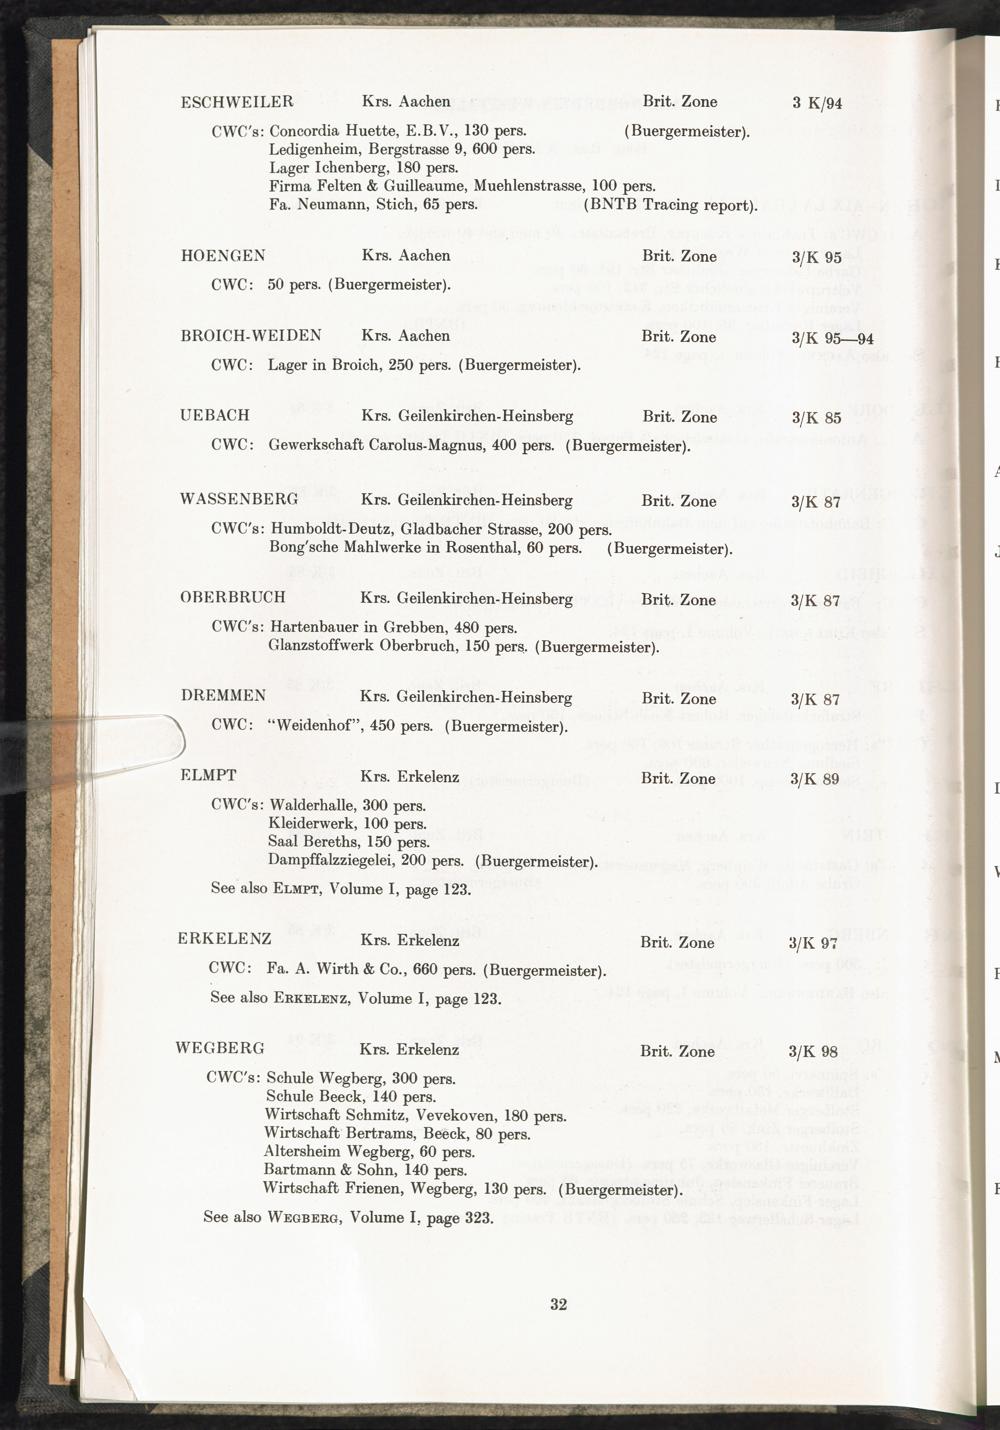 ESCHWEILER Krs. Aachen Brit. Zone 3 K/94
CWC's: Concordia Huette, E.B.V., 130 pers. (Buergermeister).
Ledigenheim, Bergstrasse 9, 600 pers.
Lager Ichenberg, 180 pers.
Firma Felten & Guilleaume, Muehlenstrasse, 100 pers.
Fa. Neumann, Stich, 65 pers. (BNTB Tracing report).
HOENGEN Krs. Aachen Brit. Zone 3/K 95
CWC: 50 pers. (Buergermeister).
BROICH-WEIDEN Krs. Aachen Brit. Zone 3/K 95—94
CWC: Lager in Broich, 250 pers. (Buergermeister).
UEBACH Krs. Geilenkirchen-Heinsberg Brit. Zone 3/K 85
CWC: Gewerkschaft Carolus-Magnus, 400 pers. (Buergermeister).
WASSENBERG Krs. Geilenkirchen-Heinsberg Brit. Zone 3/K 87
CWC's: Humboldt-Deutz, Gladbacher Strasse, 200 pers.
Bong'sche Mahlwerke in Rosenthal, 60 pers. (Buergermeister).
OBERBRUCH Krs. Geilenkirchen-Heinsberg Brit. Zone 3/K 87
CWC's: Hartenbauer in Grebben, 480 pers.
Glanzstoffwerk Oberbruch, 150 pers. (Buergermeister).
DREMMEN Krs. Geilenkirchen-Heinsberg Brit. Zone 3/K 87
CWC: “Weidenhof”, 450 pers. (Buergermeister).
ELMPT Krs. Erkelenz Brit. Zone 3/K 89
CWC's: Walderhalle, 300 pers.
Kleiderwerk, 100 pers.
Saal Bereths, 150 pers.
Dampffalzziegelei, 200 pers. (Buergermeister).
See also ELMPT, Volume I, page 123.
ERKELENZ Krs. Erkelenz Brit. Zone 3/K 97
CWC: Fa. A. Wirth & Co., 660 pers. (Buergermeister).
See also ERKELENZ, Volume I, page 123.
WEGBERG Krs. Erkelenz Brit. Zone 3/K 98
CWC's: Schule Wegberg, 300 pers.
Schule Beeck, 140 pers.
Wirtschaft Schmitz, Vevekoven, 180 pers.
Wirtschaft Bertrams, Beeck, 80 pers.
Altersheim Wegberg, 60 pers.
Bartmann & Sohn, 140 pers.
Wirtschaft Frienen, Wegberg, 130 pers. (Buergermeister).
See also WEGBERG, Volume I, page 323.
32